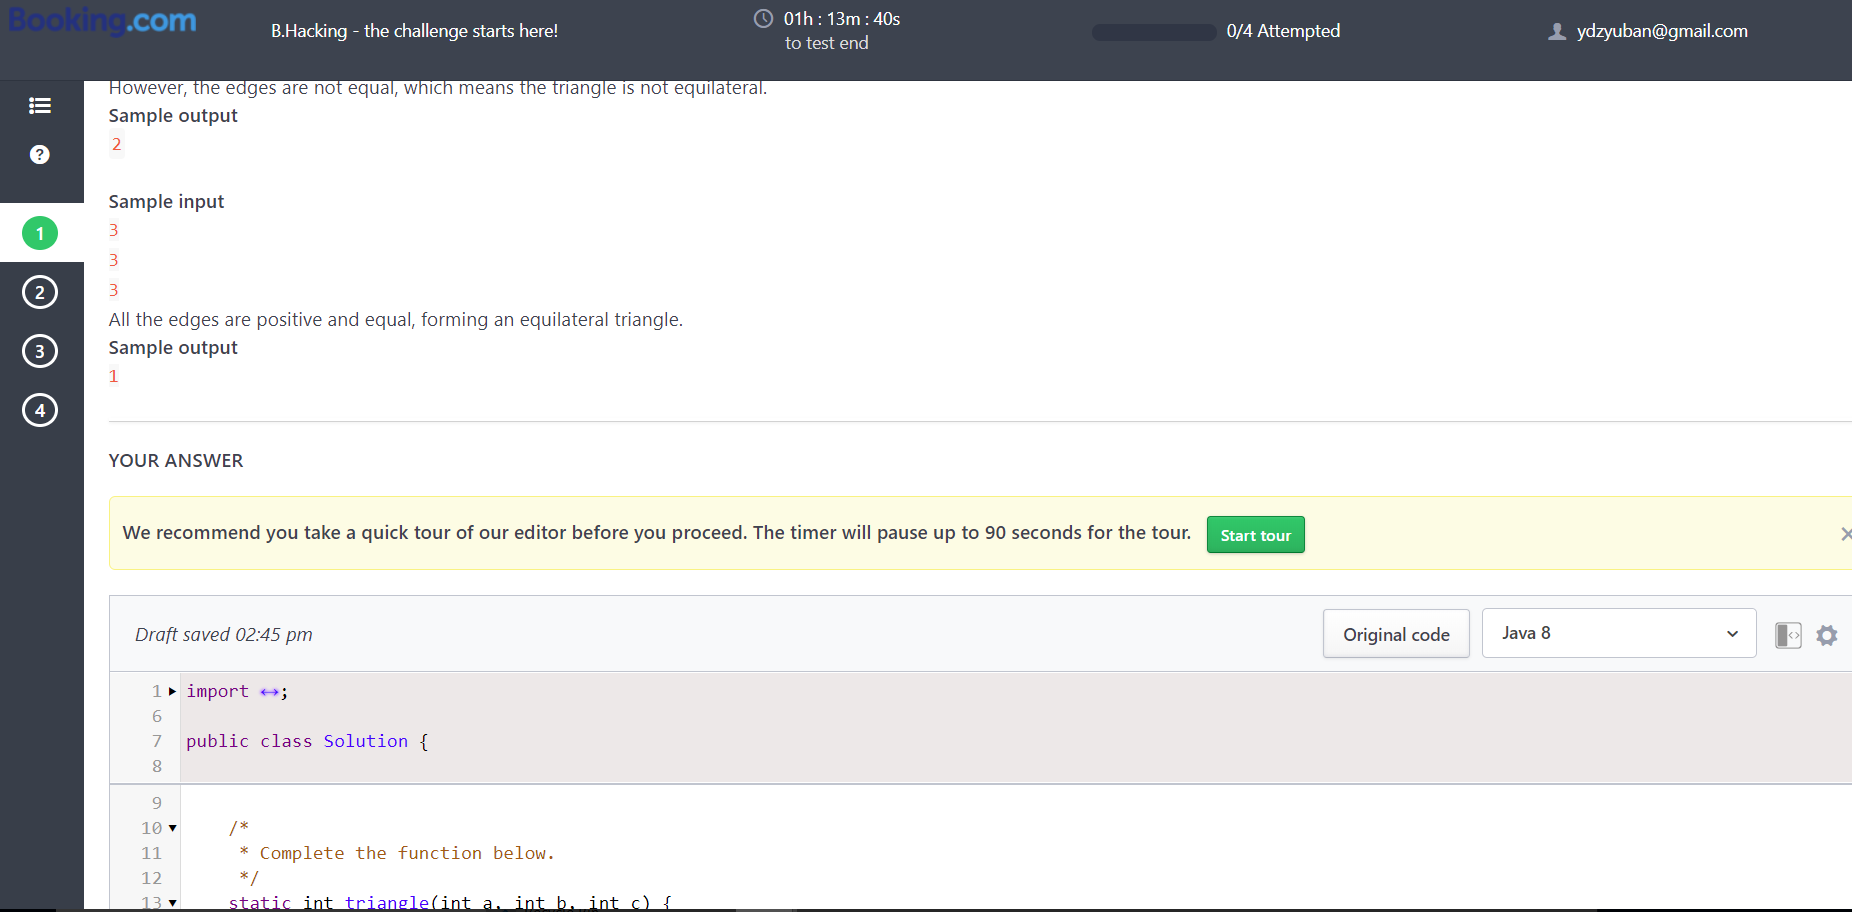 Booking.com
B.Hacking - the challenge starts here!
01h : 13m : 40s
to test end
0/4 Attempted
ydzyuban@gmail.com
However, the edges are not equal, which means the triangle is not equilateral.
Sample output
2
Sample input
3
3
3
All the edges are positive and equal, forming an equilateral triangle.
Sample output
1
1
2
3
4
YOUR ANSWER
We recommend you take a quick tour of our editor before you proceed. The timer will pause up to 90 seconds for the tour.
Start tour
Draft saved 02:45 pm
Original code
Java 8
1 import ;
6
7 public class Solution {
8
9
10 /*
11 * Complete the function below.
12 */
13 static int triangle(int a, int b, int c) {